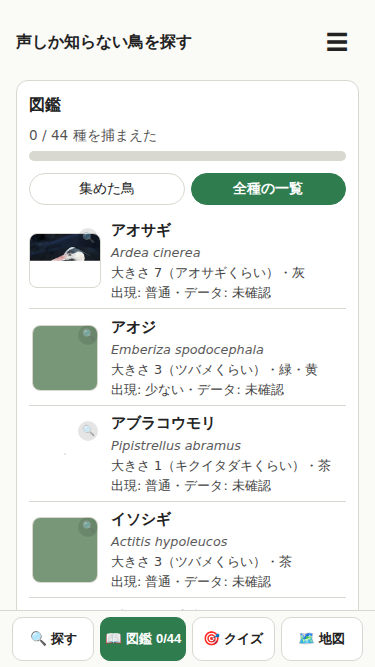 声しか知らない鳥を探す
図鑑
0 / 44 種を捕まえた
集めた鳥
全種の一覧
アオサギ
Ardea cinerea
大きさ 7（アオサギくらい）・灰
出現: 普通・データ: 未確認
アオジ
Emberiza spodocephala
大きさ 3（ツバメくらい）・緑・黄
出現: 少ない・データ: 未確認
アブラコウモリ
Pipistrellus abramus
大きさ 1（キクイタダキくらい）・茶
出現: 普通・データ: 未確認
イソシギ
Actitis hypoleucos
大きさ 3（ツバメくらい）・茶
出現: 普通・データ: 未確認
探す
図鑑 0/44
クイズ
地図